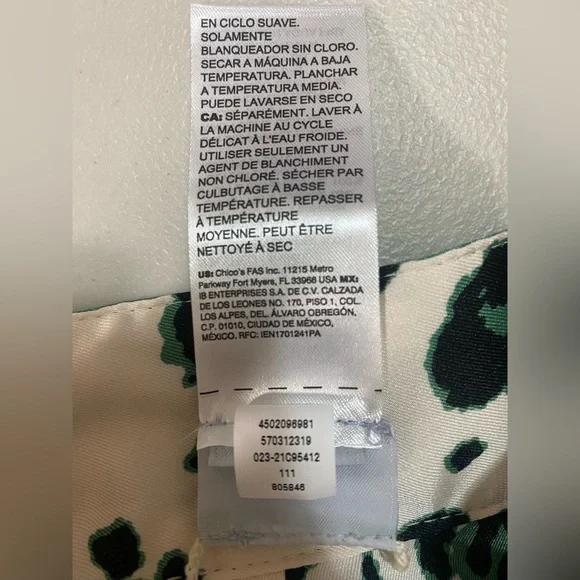 EN CICLO SUAVE.
SOLAMENTE
BLANQUEADOR SIN CLORO.
SECAR A MÁQUINA A BAJA
TEMPERATURA. PLANCHAR
A TEMPERATURA MEDIA.
PUEDE LAVARSE EN SECO
CA: SÉPARÉMENT. LAVER À
LA MACHINE AU CYCLE
DÉLICAT À L'EAU FROIDE.
UTILISER SEULEMENT UN
AGENT DE BLANCHIMENT
NON CHLORÉ. SÉCHER PAR
CULBUTAGE À BASSE
TEMPÉRATURE. REPASSER
À TEMPÉRATURE
MOYENNE. PEUT ÊTRE
NETTOYÉ À SEC
US: Chico's FAS Inc. 11215 Metro
Parkway Fort Myers, FL 33966 USA MX:
IB ENTERPRISES S.A. DE C.V. CALZADA
DE LOS LEONES NO. 170, PISO 1, COL.
LOS ALPES, DEL. ÁLVARO OBREGÓN,
C.P. 01010, CIUDAD DE MÉXICO,
MÉXICO. RFC: IEN1701241PA
4502096981
570312319
023-21C95412
111
805846